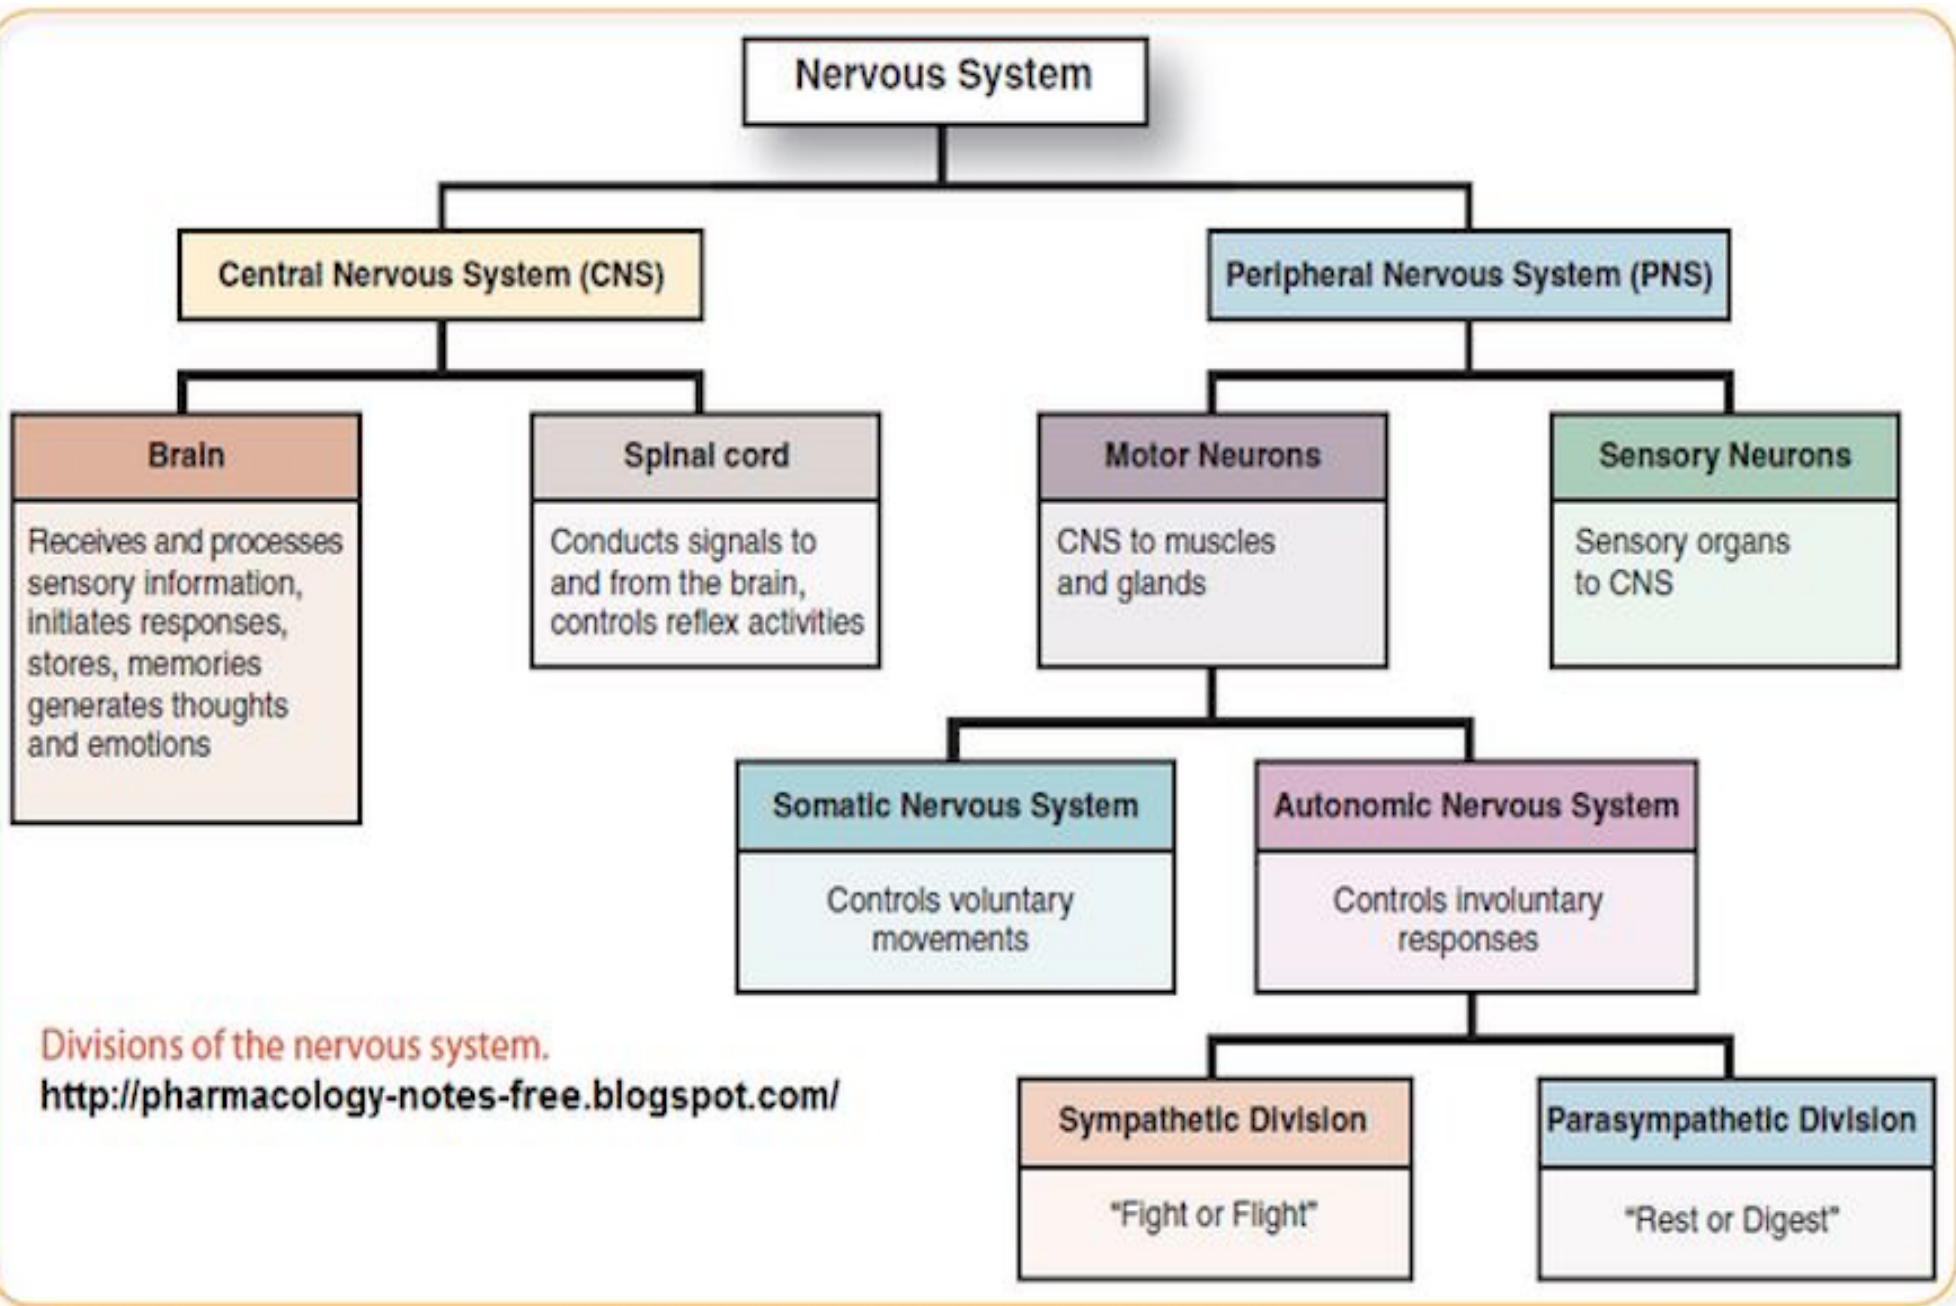 Nervous System
Central Nervous System (CNS)
Peripheral Nervous System (PNS)
Brain
Receives and processes
sensory information,
initiates responses,
stores, memories
generates thoughts
and emotions
Spinal cord
Conducts signals to
and from the brain,
controls reflex activities
Motor Neurons
CNS to muscles
and glands
Sensory Neurons
Sensory organs
to CNS
Somatic Nervous System
Controls voluntary
movements
Autonomic Nervous System
Controls involuntary
responses
Sympathetic Division
“Fight or Flight”
Parasympathetic Division
“Rest or Digest”
Divisions of the nervous system.
http://pharmacology-notes-free.blogspot.com/